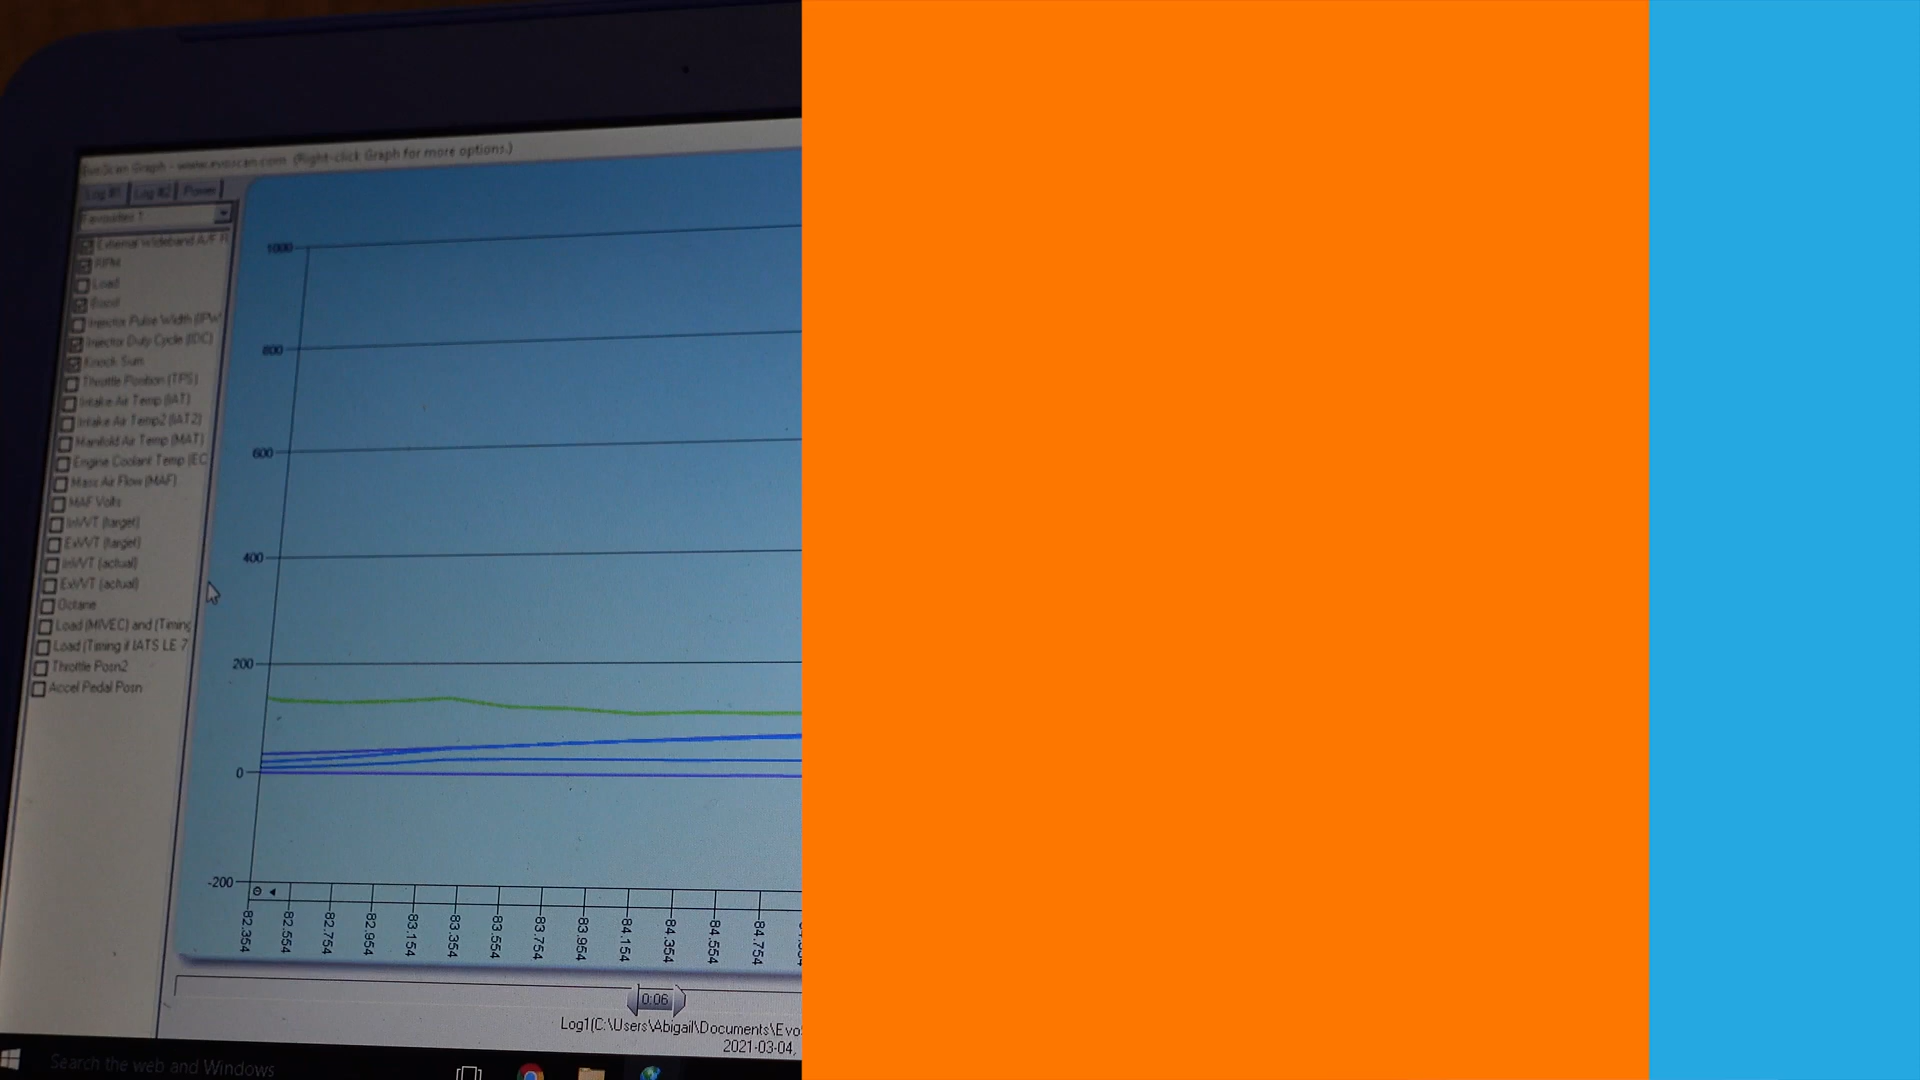 EvoScan Graph - www.evoscan.com (Right-click Graph for more options.)
Log #1 Log #2 Power
Favourites 1
External Wideband A/F R
RPM
Load
Boost
Injector Pulse Width (IPW
Injector Duty Cycle (IDC)
Knock Sum
Throttle Position (TPS)
Intake Air Temp (IAT)
Intake Air Temp2 (IAT2)
Manifold Air Temp (MAT)
Engine Coolant Temp (EC
Mass Air Flow (MAF)
MAF Volts
InVVT (target)
ExVVT (target)
InVVT (actual)
ExVVT (actual)
Octane
Load (MIVEC) and (Timing
Load (Timing if IATS LE 7
Throttle Posn2
Accel Pedal Posn
1000
800
600
400
200
0
-200
82.354
82.554
82.754
82.954
83.154
83.354
83.554
83.754
83.954
84.154
84.354
84.554
84.754
0:06
Log1(C:\Users\Abigail\Documents\Evo
2021-03-04,
Search the web and Windows